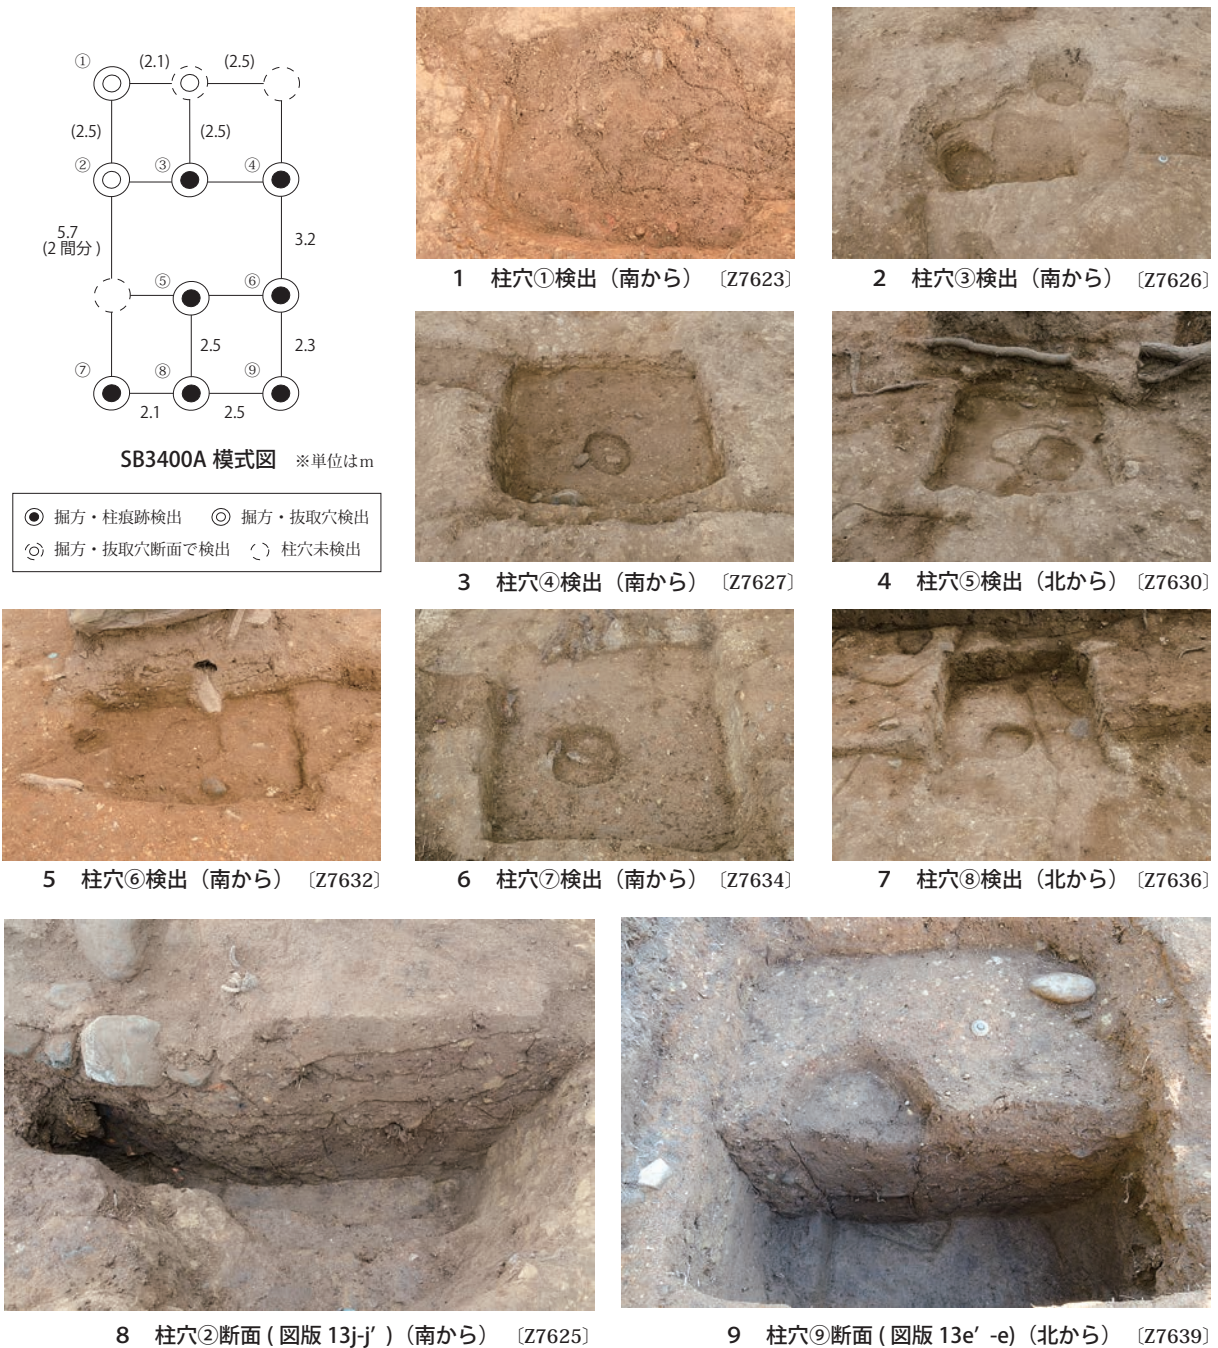 ①
(2.1)
(2.5)
(2.5)
(2.5)
②
③
④
5.7
(2 間分 )
3.2
⑤
⑥
2.5
2.3
⑦
⑧
⑨
2.1
2.5
SB3400A 模式図 ※単位はm
掘方・柱痕跡検出 掘方・抜取穴検出
掘方・抜取穴断面で検出 柱穴未検出
1 柱穴①検出（南から）〔Z7623〕
2 柱穴③検出（南から）〔Z7626〕
3 柱穴④検出（南から）〔Z7627〕
4 柱穴⑤検出（北から）〔Z7630〕
5 柱穴⑥検出（南から）〔Z7632〕
6 柱穴⑦検出（南から）〔Z7634〕
7 柱穴⑧検出（北から）〔Z7636〕
8 柱穴②断面 ( 図版 13j-j′ )（南から）〔Z7625〕
9 柱穴⑨断面 ( 図版 13e′ -e)（北から）〔Z7639〕